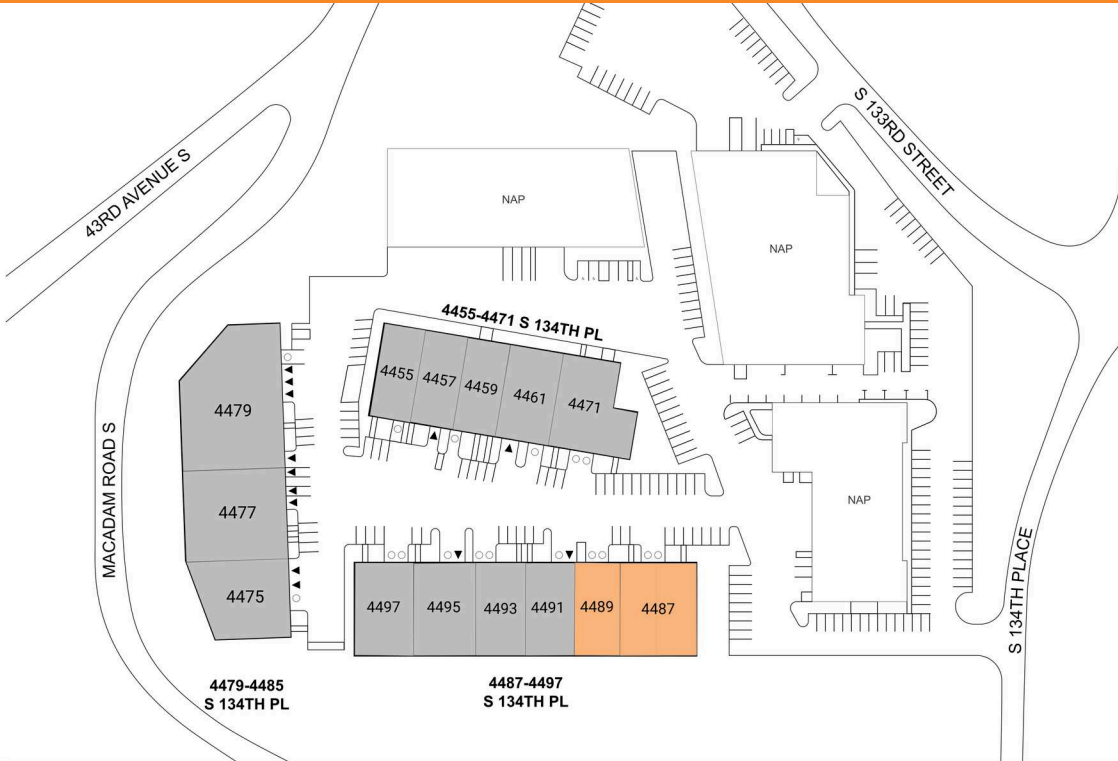 S 133RD STREET
43RD AVENUE S
NAP
NAP
4455-4471 S 134TH PL
4455
4457
4459
4461
4471
4479
MACADAM ROAD S
4477
NAP
S 134TH PLACE
4475
4497
4495
4493
4491
4489
4487
4479-4485
S 134TH PL
4487-4497
S 134TH PL